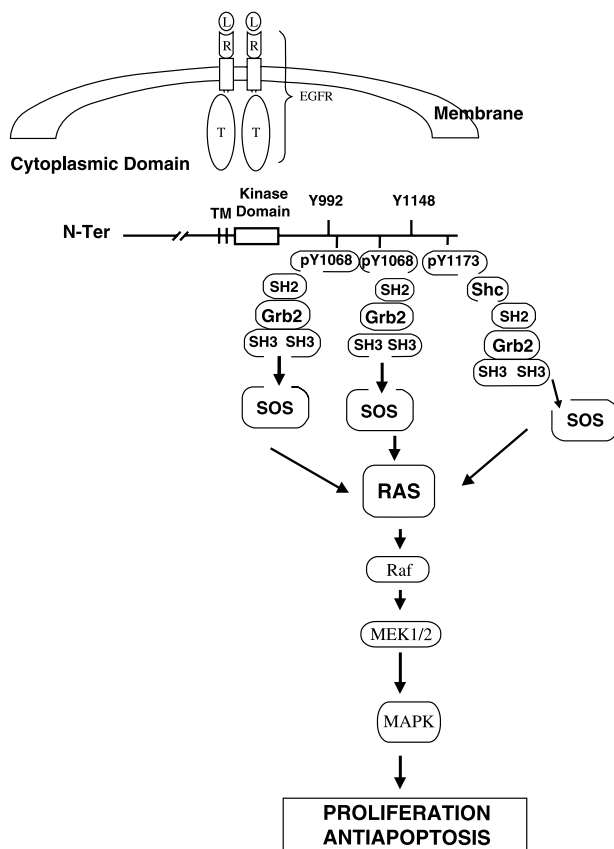 L L
R R
EGFR
T T
Membrane
Cytoplasmic Domain
Kinase
Domain
Y992 Y1148
TM
N-Ter
pY1068 pY1068 pY1173
SH2 SH2 Shc
Grb2 Grb2 SH2
SH3 SH3 SH3 SH3 Grb2
SH3 SH3
SOS SOS SOS
RAS
Raf
MEK1/2
MAPK
PROLIFERATION
ANTIAPOPTOSIS